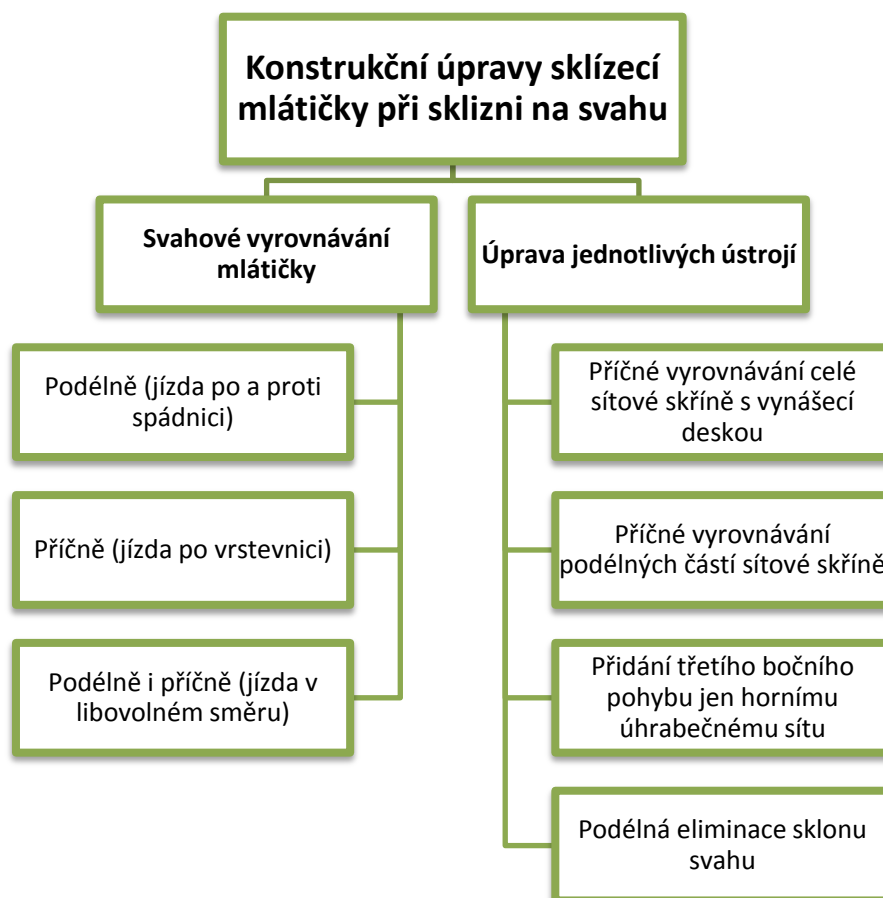 Konstrukční úpravy sklízecí
mlátičky při sklizni na svahu
Svahové vyrovnávání
mlátičky
Podélně (jízda po a proti
spádnici)
Příčně (jízda po vrstevnici)
Podélně i příčně (jízda v
libovolném směru)
Úprava jednotlivých ústrojí
Příčné vyrovnávání celé
sítové skříně s vynášecí
deskou
Příčné vyrovnávání
podélných částí sítové skříně
Přidání třetího bočního
pohybu jen hornímu
úhrabečnému sítu
Podélná eliminace sklonu
svahu